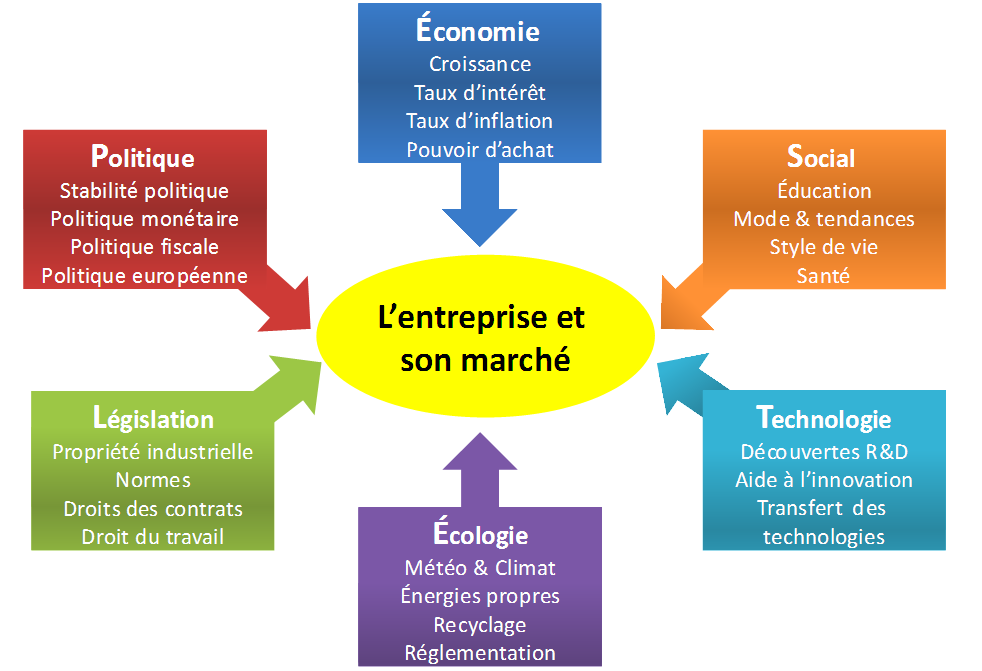 Économie
Croissance
Taux d’intérêt
Taux d’inflation
Pouvoir d’achat
Politique
Stabilité politique
Politique monétaire
Politique fiscale
Politique européenne
Social
Éducation
Mode & tendances
Style de vie
Santé
L’entreprise et
son marché
Législation
Propriété industrielle
Normes
Droits des contrats
Droit du travail
Technologie
Découvertes R&D
Aide à l’innovation
Transfert des
technologies
Écologie
Météo & Climat
Énergies propres
Recyclage
Réglementation